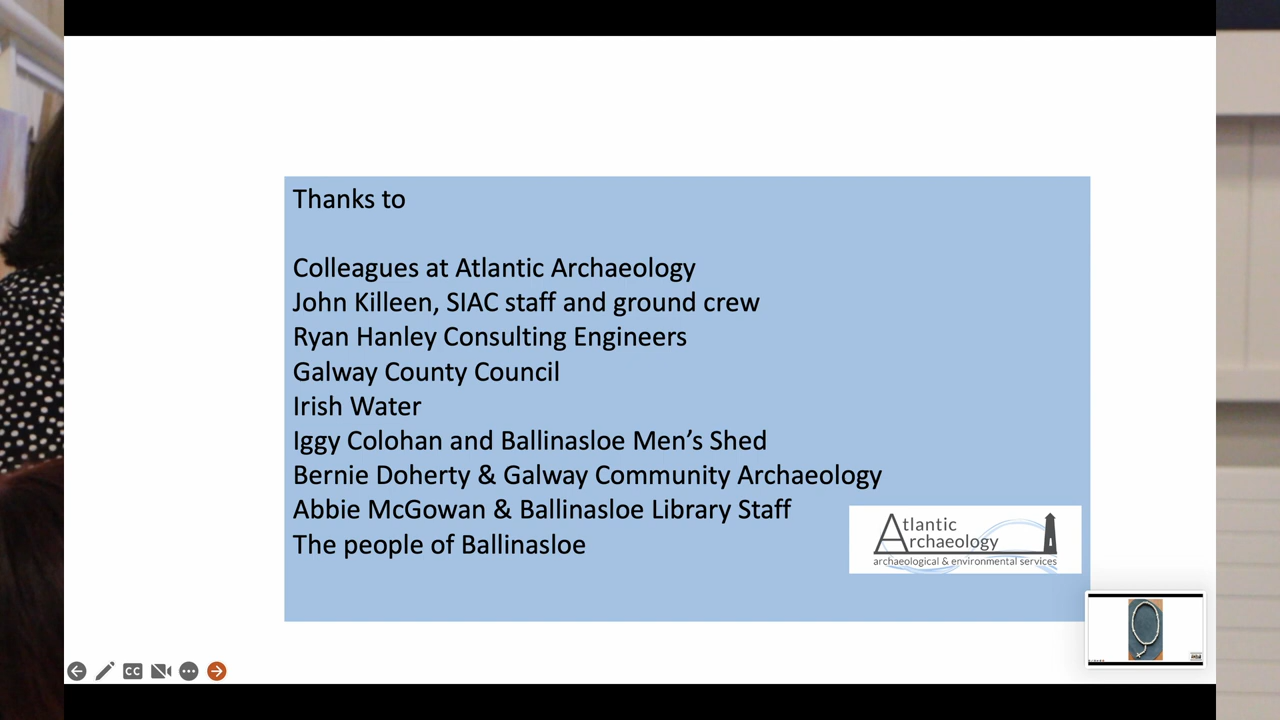 Thanks to
Colleagues at Atlantic Archaeology
John Killeen, SIAC staff and ground crew
Ryan Hanley Consulting Engineers
Galway County Council
Irish Water
Iggy Colohan and Ballinasloe Men’s Shed
Bernie Doherty & Galway Community Archaeology
Abbie McGowan & Ballinasloe Library Staff
The people of Ballinasloe
Atlantic
Archaeology
archaeological & environmental services
CC